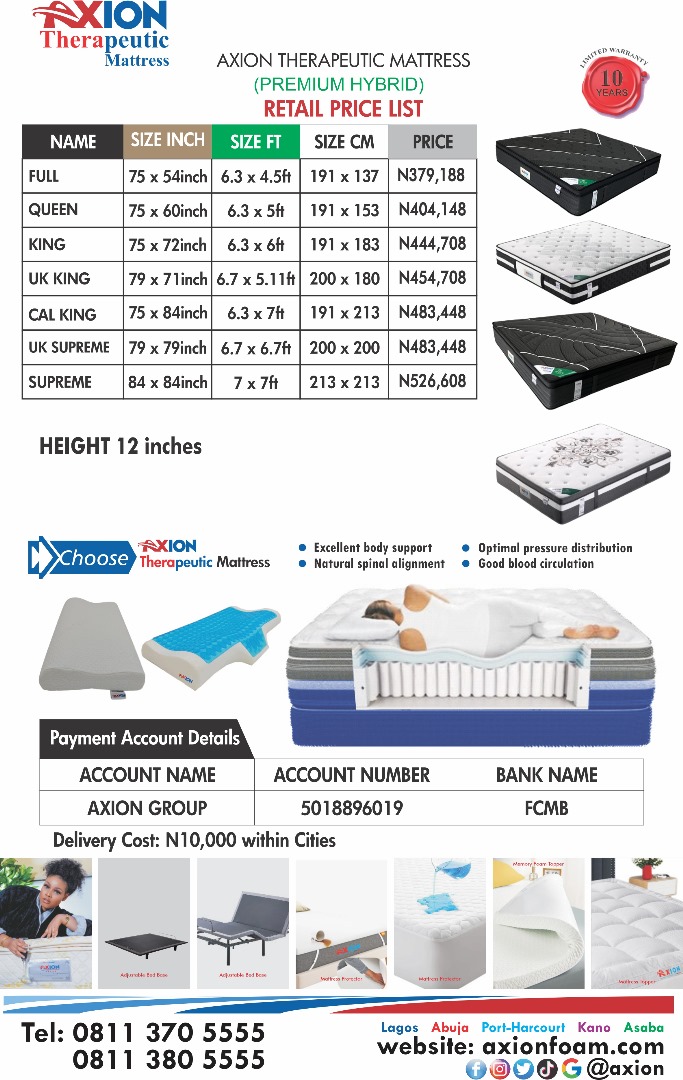 AXION
Therapeutic
Mattress
AXION THERAPEUTIC MATTRESS
(PREMIUM HYBRID)
RETAIL PRICE LIST
LIMITED WARRANTY
10
YEARS
NAME SIZE INCH SIZE FT SIZE CM PRICE
FULL 75 x 54inch 6.3 x 4.5ft 191 x 137 N379,188
QUEEN 75 x 60inch 6.3 x 5ft 191 x 153 N404,148
KING 75 x 72inch 6.3 x 6ft 191 x 183 N444,708
UK KING 79 x 71inch 6.7 x 5.11ft 200 x 180 N454,708
CAL KING 75 x 84inch 6.3 x 7ft 191 x 213 N483,448
UK SUPREME 79 x 79inch 6.7 x 6.7ft 200 x 200 N483,448
SUPREME 84 x 84inch 7 x 7ft 213 x 213 N526,608
HEIGHT 12 inches
Choose AXION
Therapeutic Mattress
Excellent body support
Natural spinal alignment
Optimal pressure distribution
Good blood circulation
AXION
AXION
Payment Account Details
ACCOUNT NAME ACCOUNT NUMBER BANK NAME
AXION GROUP 5018896019 FCMB
Delivery Cost: N10,000 within Cities
AXION
Adjustable Bed Base
Adjustable Bed Base
AXION
Mattress Protector
Mattress Protector
Memory Foam Topper
Mattress Topper
AXION
Tel: 0811 370 5555
0811 380 5555
Lagos Abuja Port-Harcourt Kano Asaba
website: axionfoam.com
@axion